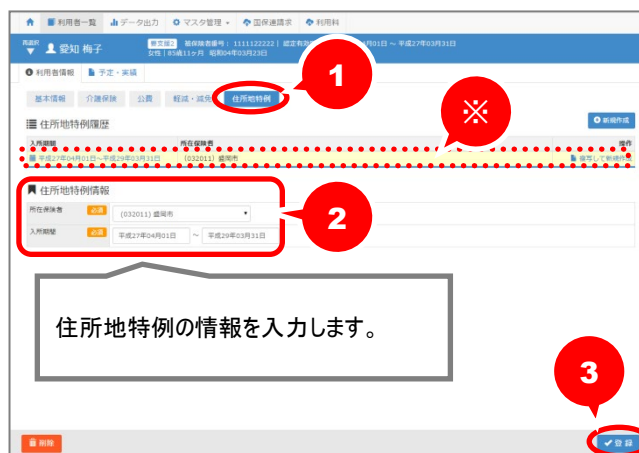 利用者一覧 データ出力 マスタ管理 国保連請求 利用料
再選択 愛知 梅子 要支援2 被保険者番号: 1111122222 | 認定有効 月01日 ～ 平成27年03月31日
女性 | 85歳11ヶ月 昭和04年03月23日
利用者情報 予定・実績
1
基本情報 介護保険 公費 軽減・減免 住所地特例
※
住所地特例履歴 新規作成
入所期間 所在保険者 操作
平成27年04月01日～平成29年03月31日 (032011) 盛岡市 複写して新規作成
住所地特例情報
所在保険者 必須 (032011) 盛岡市
2
入所期間 必須 平成27年04月01日 ～ 平成29年03月31日
住所地特例の情報を入力します。
3
削除 登録